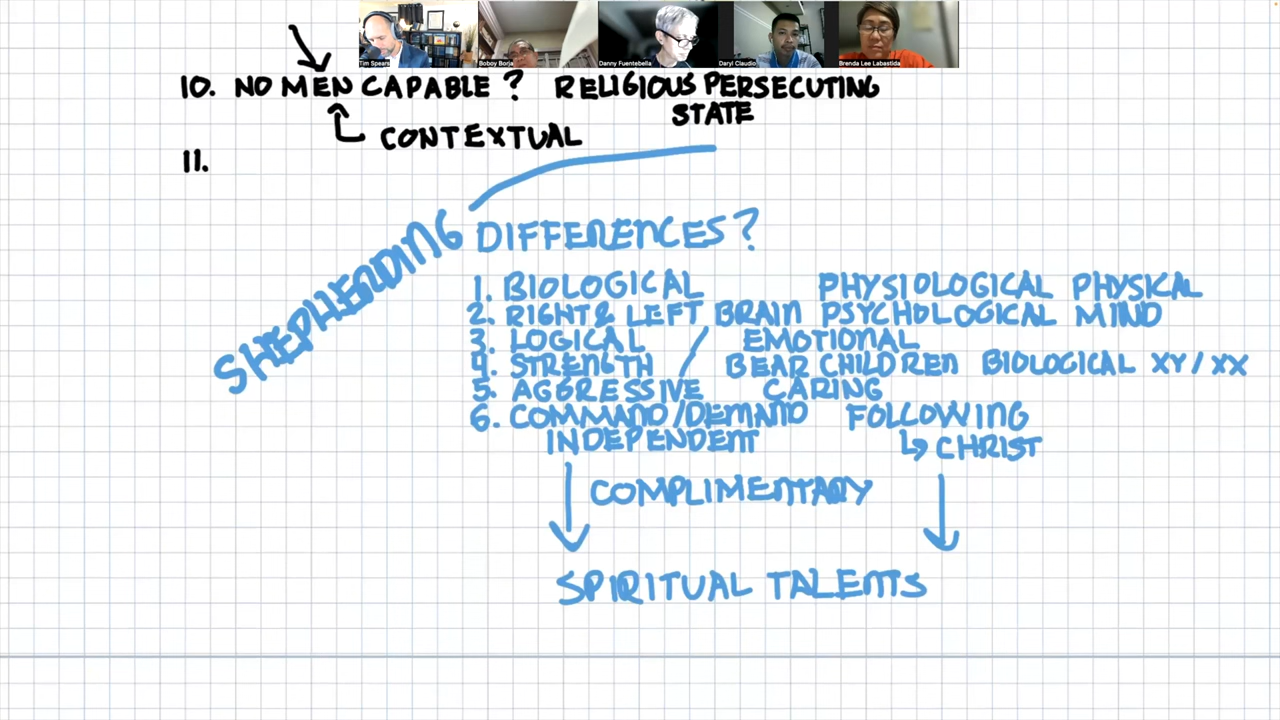 Tim Spears
Boboy Borja
Danny Fuentebella
Daryl Claudio
Brenda Lee Labastida
10. NO MEN CAPABLE ? RELIGIOUS PERSECUTING
STATE
CONTEXTUAL
11.
SHEPHERDING
DIFFERENCES?
1. BIOLOGICAL PHYSIOLOGICAL PHYSICAL
2. RIGHT & LEFT BRAIN PSYCHOLOGICAL MIND
3. LOGICAL / EMOTIONAL
4. STRENGTH BEAR CHILDREN BIOLOGICAL XY / XX
5. AGGRESSIVE CARING
6. COMMAND/DEMAND FOLLOWING
INDEPENDENT CHRIST
COMPLIMENTARY
SPIRITUAL TALENTS